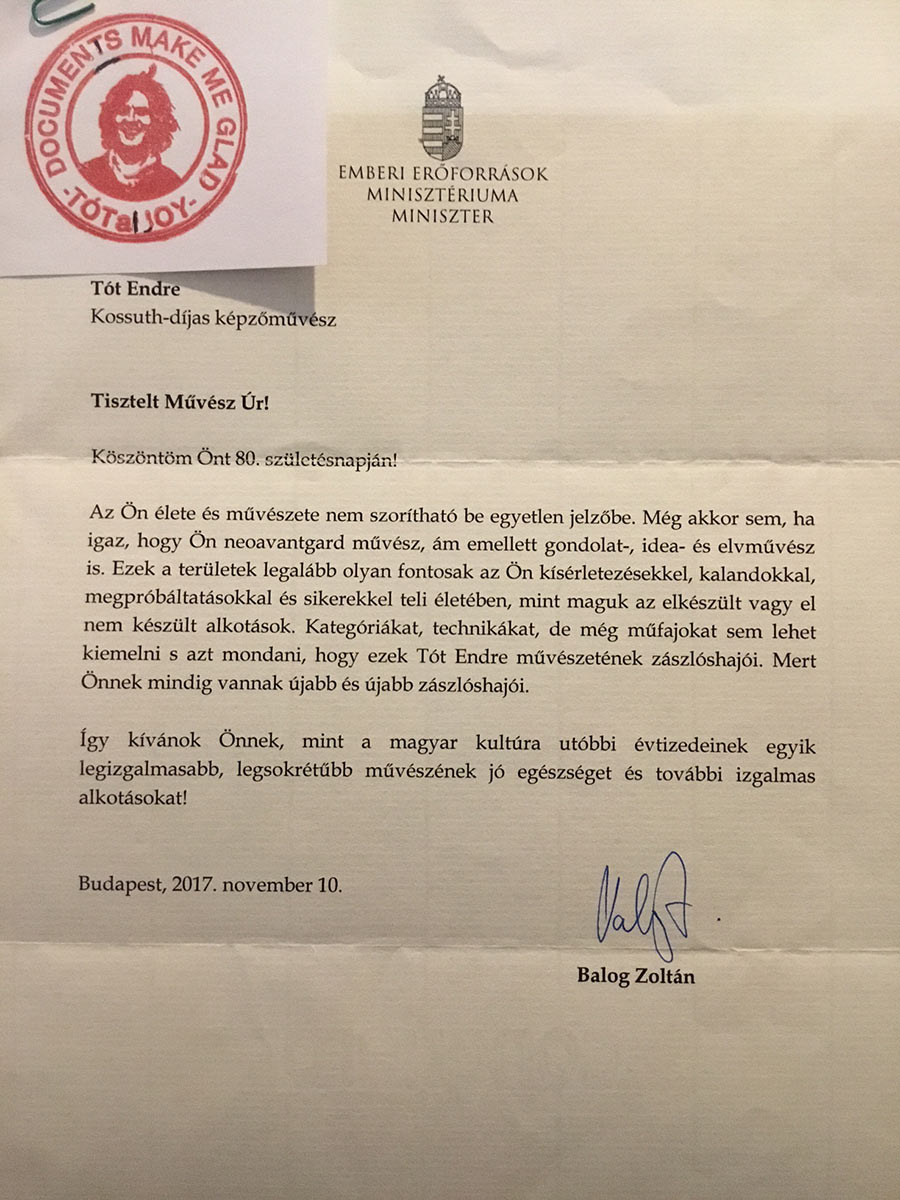 DOCUMENTS MAKE ME GLAD
-TÓTalJOY-
EMBERI ERŐFORRÁSOK
MINISZTÉRIUMA
MINISZTER
Tót Endre
Kossuth-díjas képzőművész
Tisztelt Művész Úr!
Köszöntöm Önt 80. születésnapján!
Az Ön élete és művészete nem szorítható be egyetlen jelzőbe. Még akkor sem, ha
igaz, hogy Ön neoavantgard művész, ám emellett gondolat-, idea- és elvművész
is. Ezek a területek legalább olyan fontosak az Ön kísérletezésekkel, kalandokkal,
megpróbáltatásokkal és sikerekkel teli életében, mint maguk az elkészült vagy el
nem készült alkotások. Kategóriákat, technikákat, de még műfajokat sem lehet
kiemelni s azt mondani, hogy ezek Tót Endre művészetének zászlóshajói. Mert
Önnek mindig vannak újabb és újabb zászlóshajói.
Így kívánok Önnek, mint a magyar kultúra utóbbi évtizedeinek egyik
legizgalmasabb, legsokrétűbb művészének jó egészséget és további izgalmas
alkotásokat!
Budapest, 2017. november 10.
Balog Zoltán